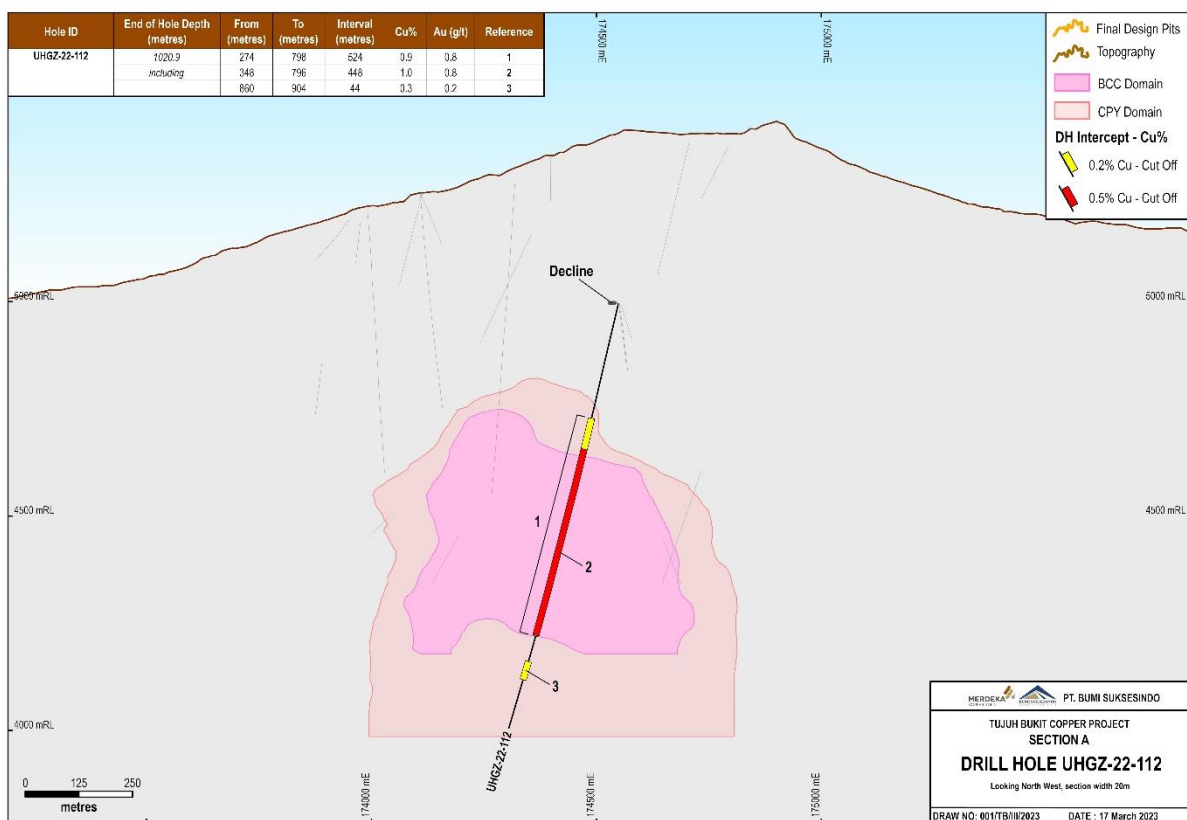 Hole ID End of Hole Depth (metres) From (metres) To (metres) Interval (metres) Cu% Au (g/t) Reference
UHGZ-22-112 1020.9 274 798 524 0.9 0.8 1
including 348 796 448 1.0 0.8 2
860 904 44 0.3 0.2 3
174500 mE
175000 mE
Final Design Pits
Topography
BCC Domain
CPY Domain
DH Intercept - Cu%
0.2% Cu - Cut Off
0.5% Cu - Cut Off
Decline
5000 mRL
5000 mRL
4500 mRL
4500 mRL
1
2
3
4000 mRL
UHGZ-22-112
0 125 250
metres
174000 mE
174500 mE
175000 mE
MERDEKA
PT. BUMI SUKSESINDO
TUJUH BUKIT COPPER PROJECT
SECTION A
DRILL HOLE UHGZ-22-112
Looking North West, section width 20m
DRAW NO: 001/TB/III/2023 DATE : 17 March 2023